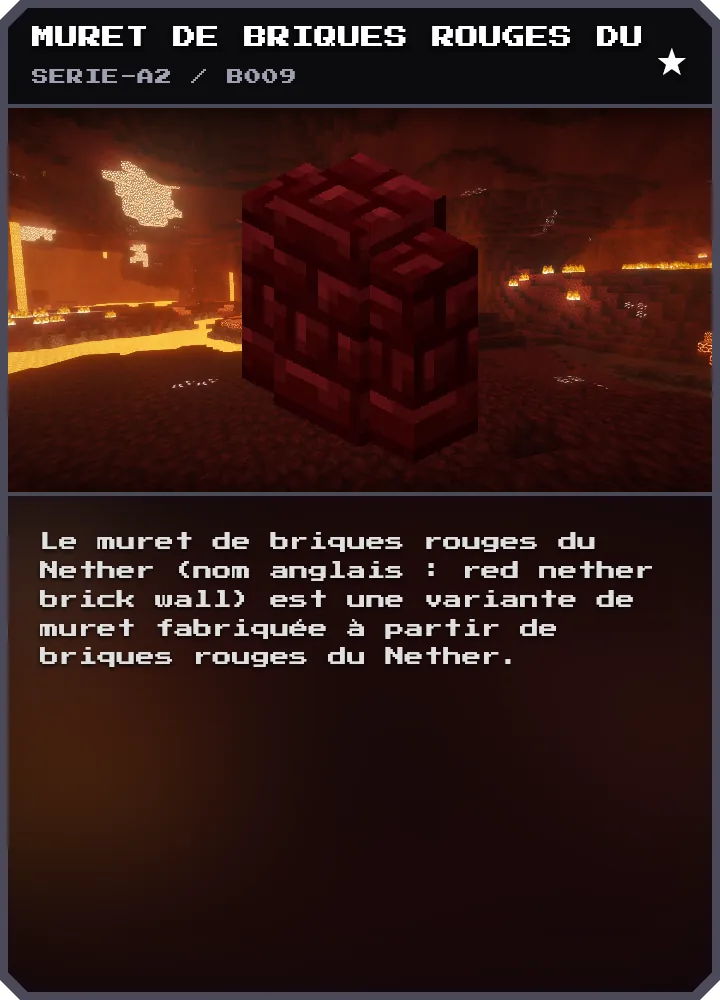 MURET DE BRIQUES ROUGES DU
SERIE-A2 / B009
Le muret de briques rouges du
Nether (nom anglais : red nether
brick wall) est une variante de
muret fabriquée à partir de
briques rouges du Nether.